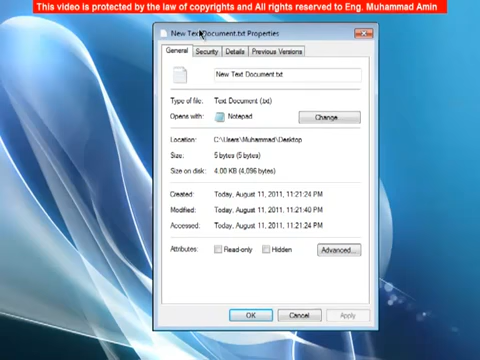 This video is protected by the law of copyrights and All rights reserved to Eng. Muhammad Amin
New Text Document.txt Properties
General Security Details Previous Versions
New Text Document.txt
Type of file: Text Document (.txt)
Opens with: Notepad Change...
Location: C:\Users\Muhammad\Desktop
Size: 5 bytes (5 bytes)
Size on disk: 4.00 KB (4,096 bytes)
Created: Today, August 11, 2011, 11:21:24 PM
Modified: Today, August 11, 2011, 11:21:40 PM
Accessed: Today, August 11, 2011, 11:21:24 PM
Attributes: Read-only Hidden Advanced...
OK Cancel Apply